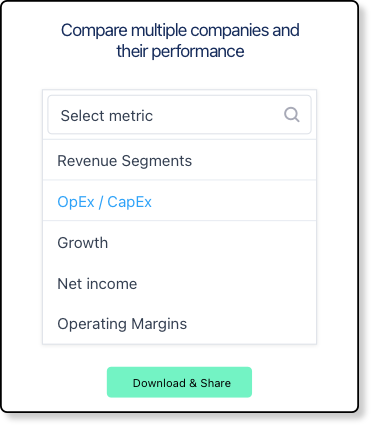 Compare multiple companies and
their performance
Select metric
Revenue Segments
OpEx / CapEx
Growth
Net income
Operating Margins
Download & Share